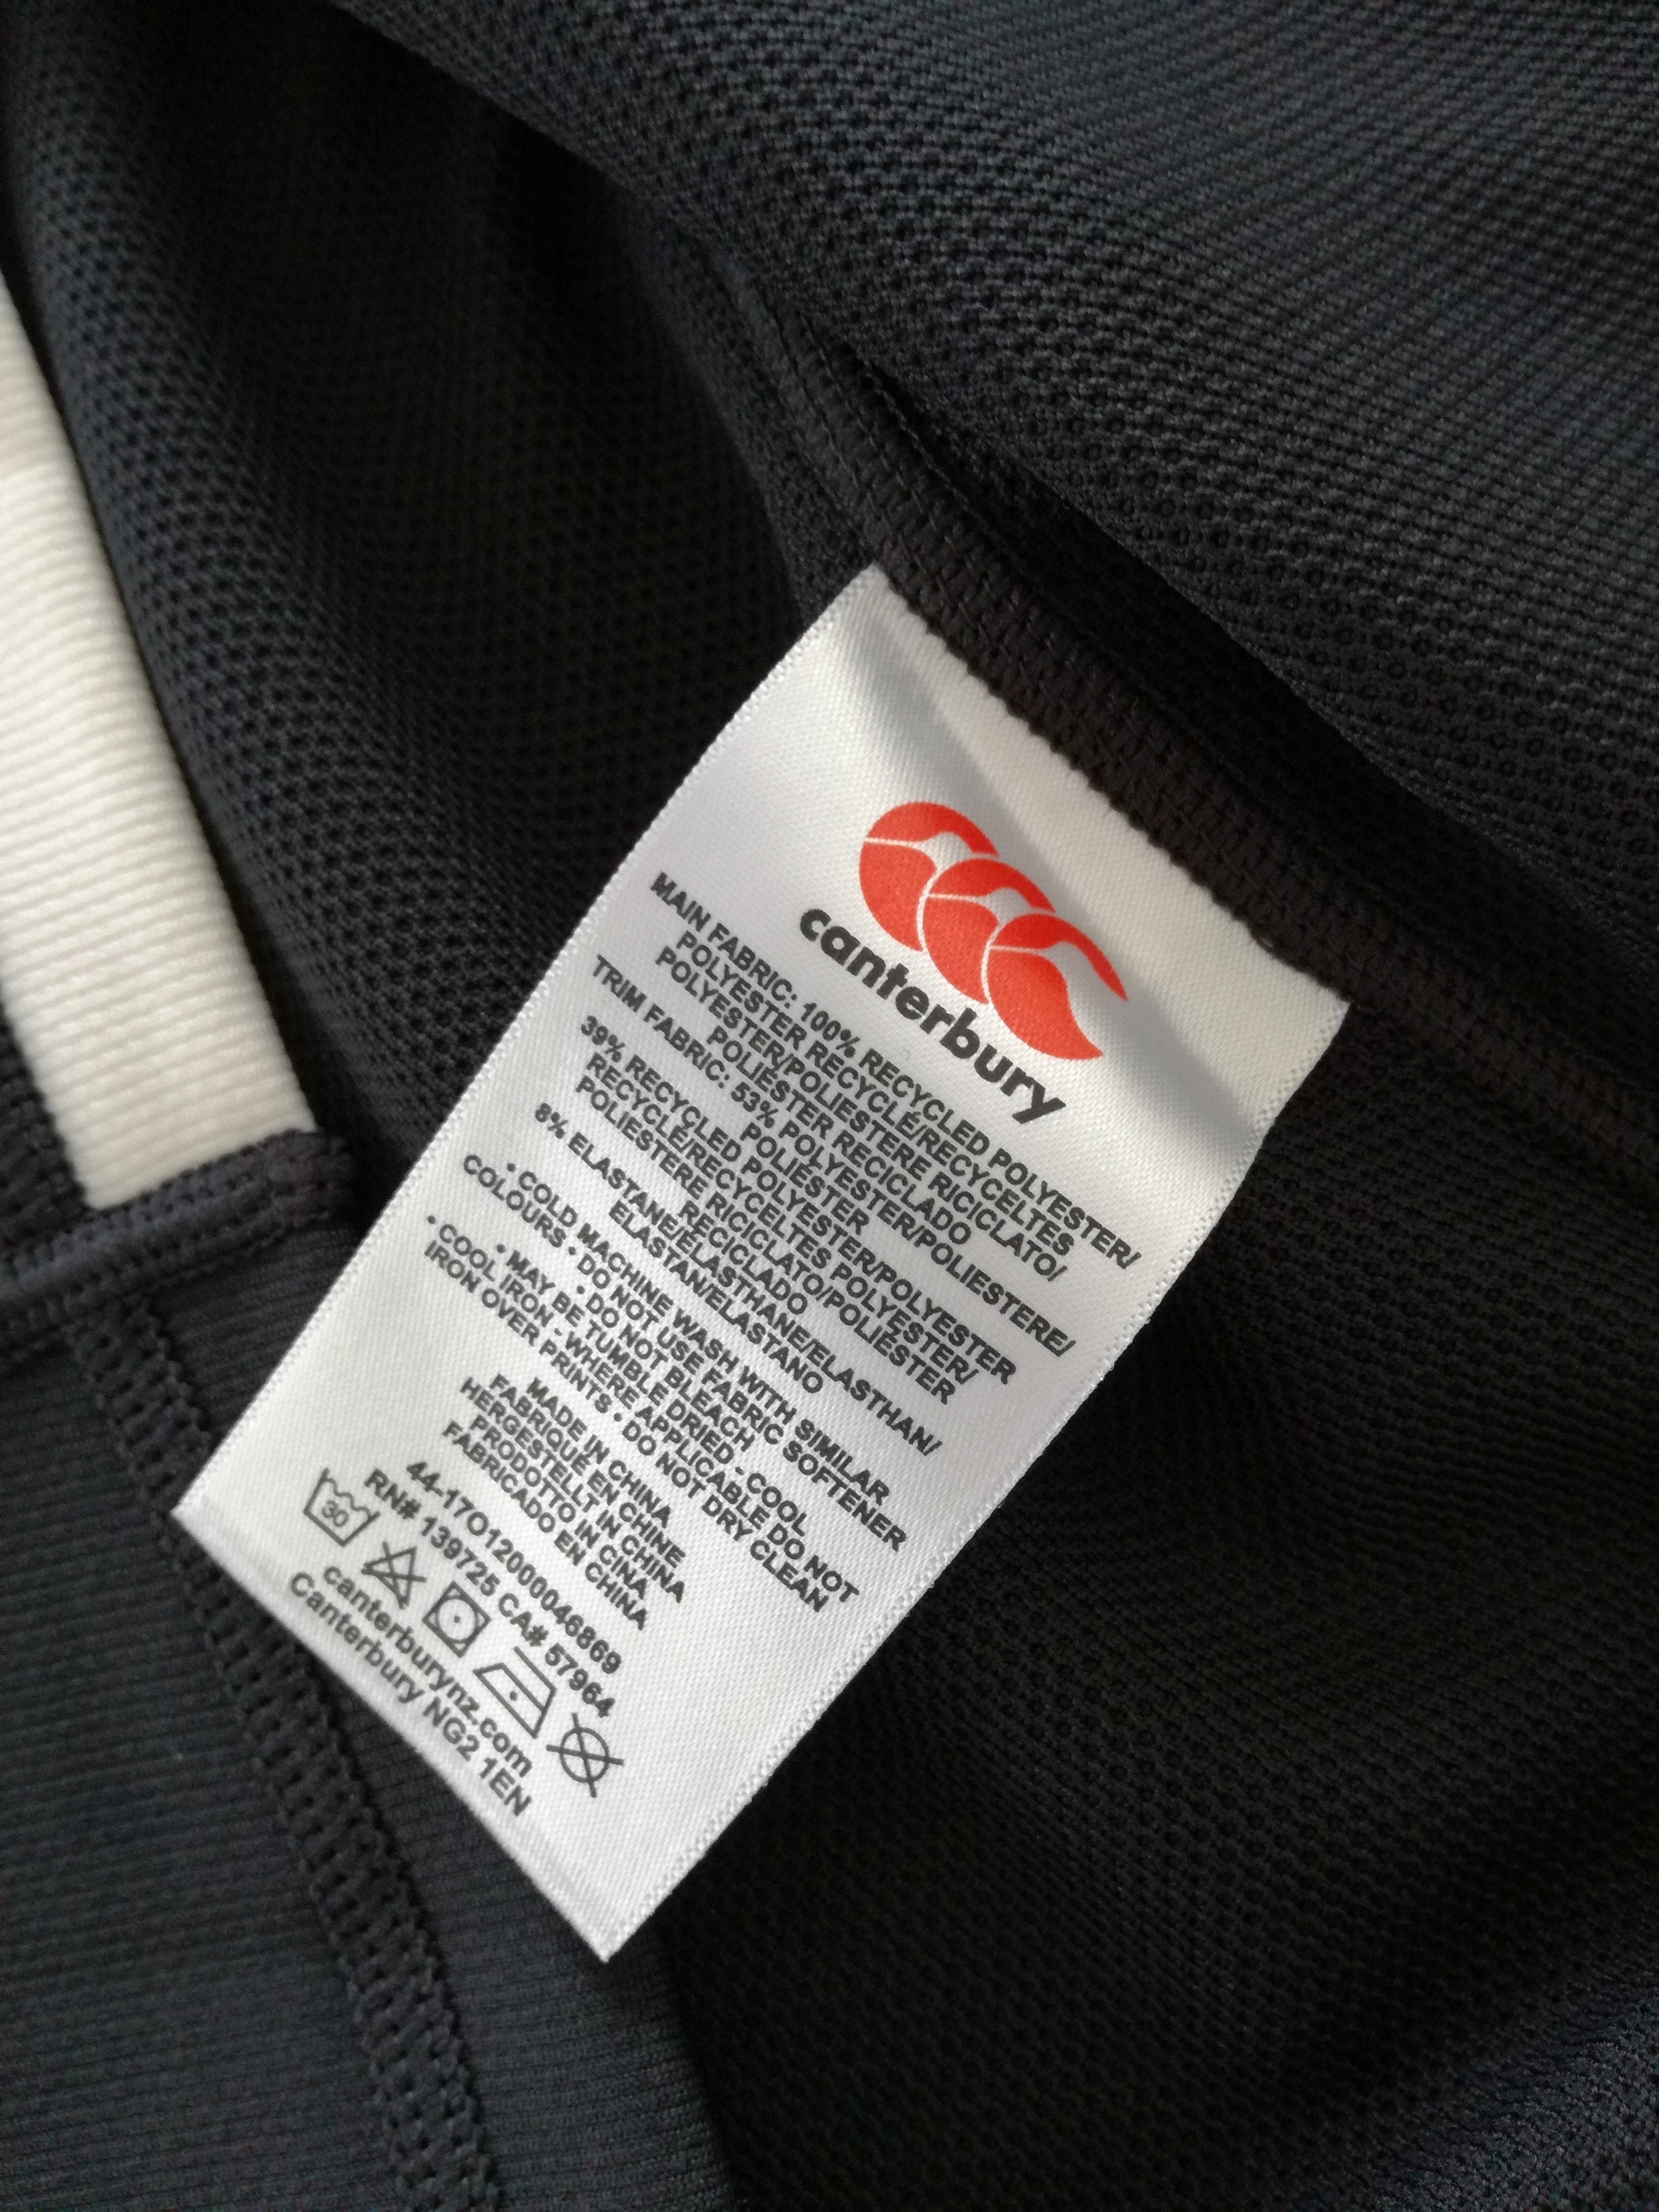 canterbury
MAIN FABRIC: 100% RECYCLED POLYESTER/
POLYESTER RECYCLÉ/RECYCELTES
POLYESTER/POLIESTERE RICICLATO/
POLIÉSTER RECICLADO
TRIM FABRIC: 53% POLYESTER/POLIESTERE/
POLIÉSTER
39% RECYCLED POLYESTER/POLYESTER
RECYCLÉ/RECYCELTES POLYESTER/
POLIESTERE RICICLATO/POLIÉSTER
RECICLADO
8% ELASTANE/ÉLASTHANE/ELASTHAN/
ELASTAN/ELASTANO
• COLD MACHINE WASH WITH SIMILAR
COLOURS • DO NOT USE FABRIC SOFTENER
• DO NOT BLEACH
• MAY BE TUMBLE DRIED - COOL
• COOL IRON - WHERE APPLICABLE DO NOT
IRON OVER PRINTS • DO NOT DRY CLEAN
MADE IN CHINA
FABRIQUÉ EN CHINE
HERGESTELLT IN CHINA
PRODOTTO IN CINA
FABRICADO EN CHINA
44-17O1200046869
RN# 139725 CA# 57964
30
canterburynz.com
Canterbury NG2 1EN